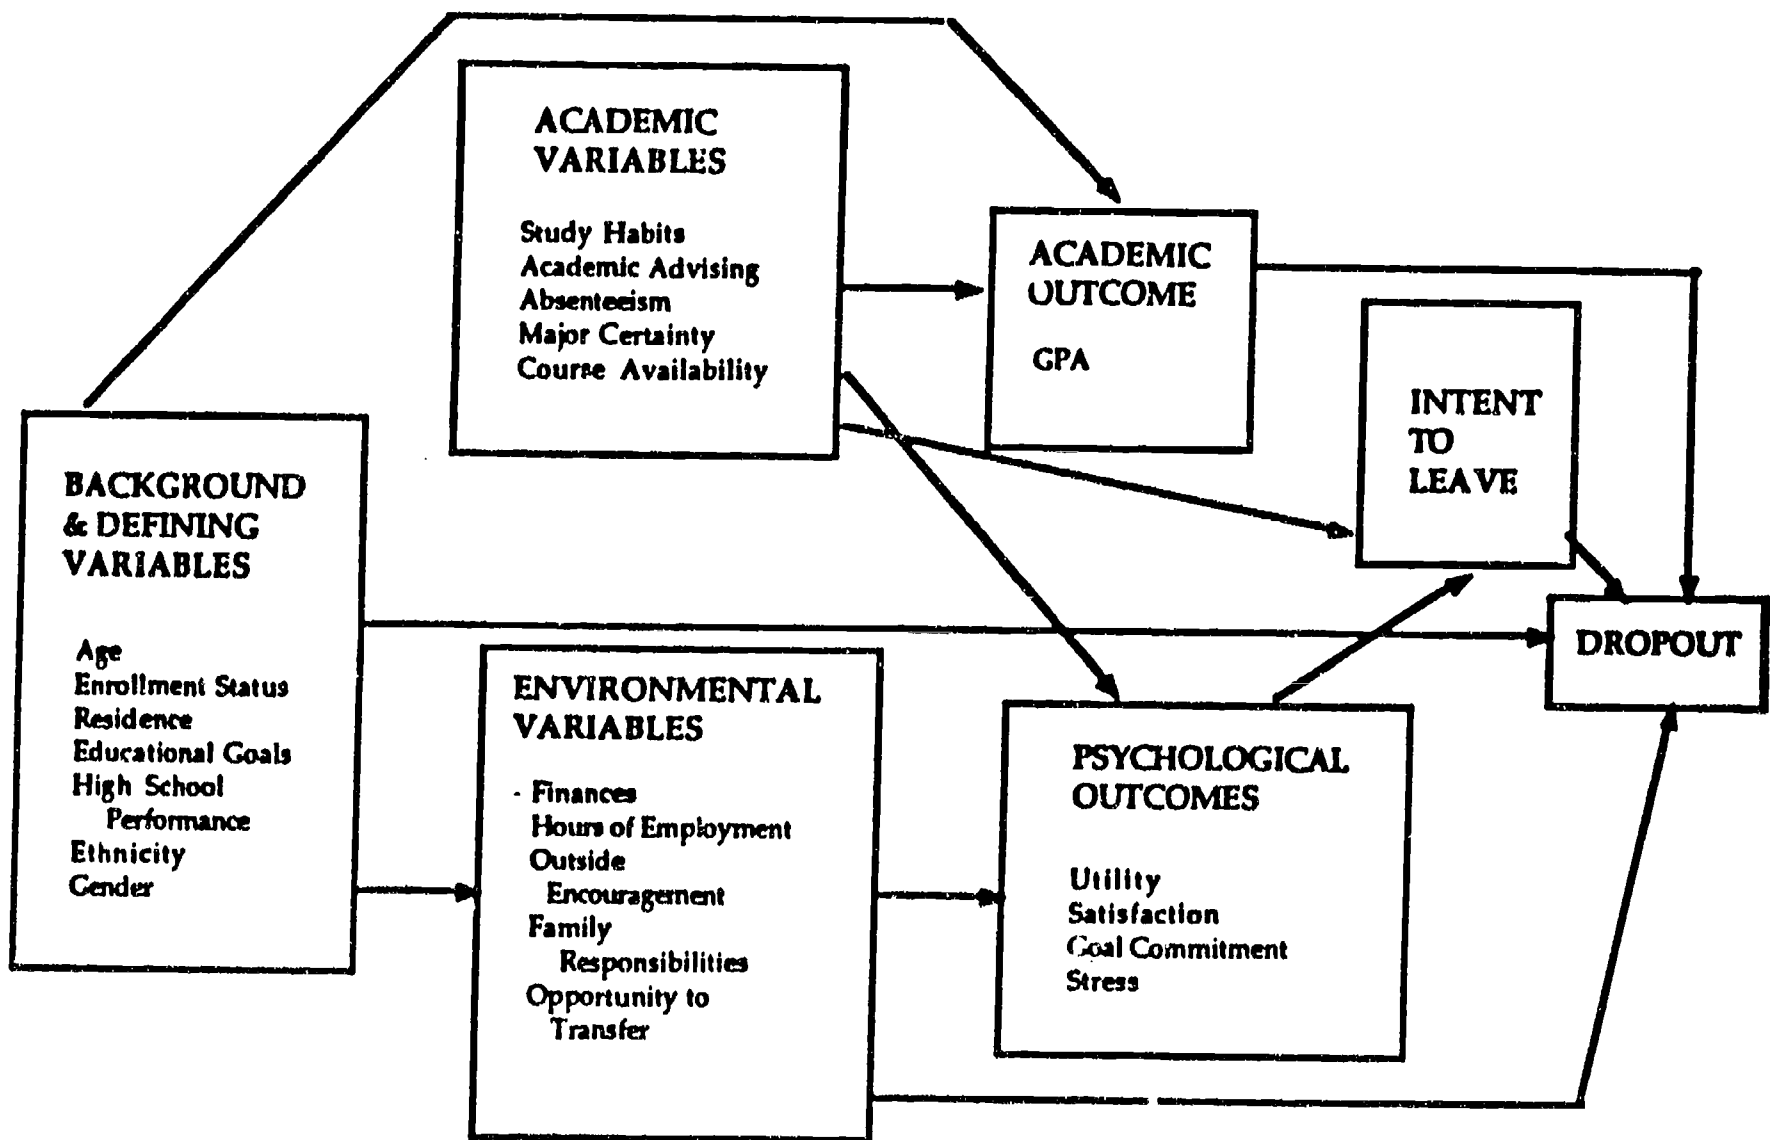 ACADEMIC
VARIABLES
Study Habits
Academic Advising
Absenteeism
Major Certainty
Course Availability
ACADEMIC
OUTCOME
GPA
INTENT
TO
LEAVE
BACKGROUND
& DEFINING
VARIABLES
Age
Enrollment Status
Residence
Educational Goals
High School
Performance
Ethnicity
Gender
ENVIRONMENTAL
VARIABLES
Finances
Hours of Employment
Outside
Encouragement
Family
Responsibilities
Opportunity to
Transfer
PSYCHOLOGICAL
OUTCOMES
Utility
Satisfaction
Goal Commitment
Stress
DROPOUT